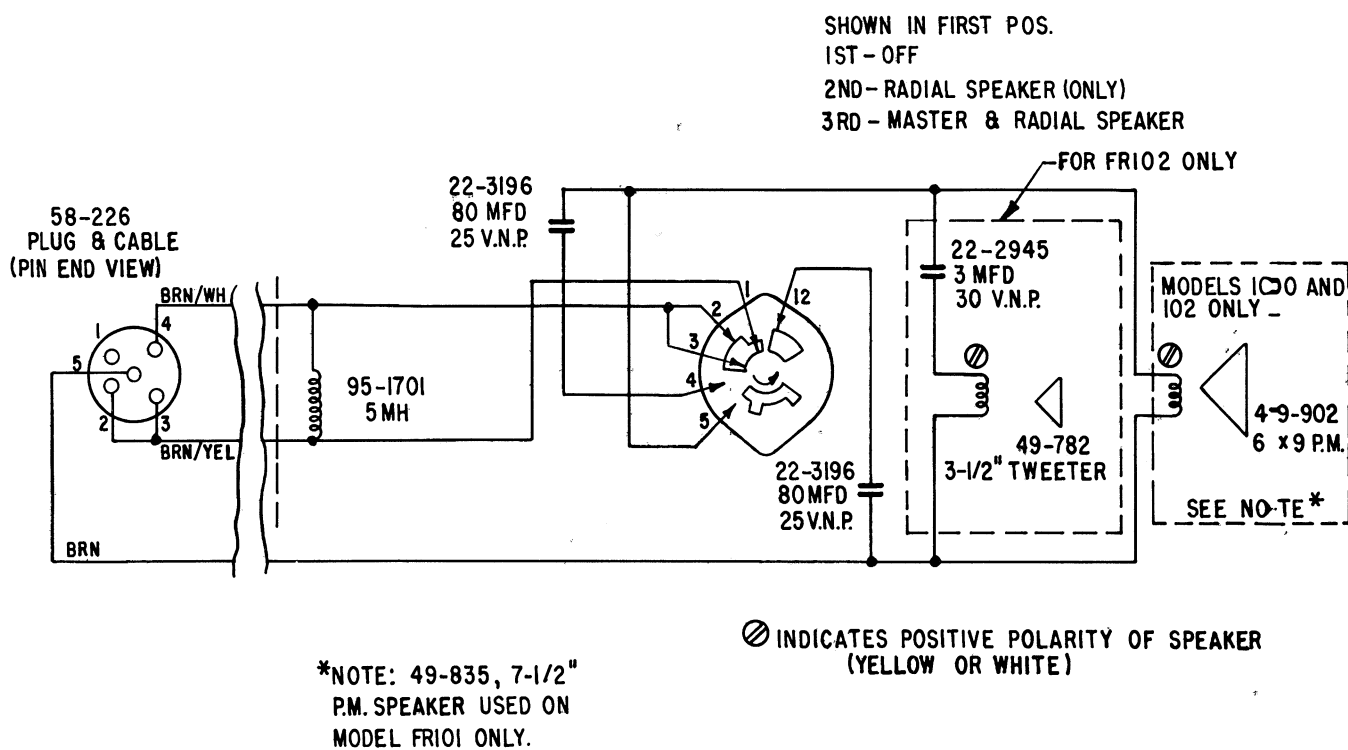 SHOWN IN FIRST POS.
1ST - OFF
2ND - RADIAL SPEAKER (ONLY)
3RD - MASTER & RADIAL SPEAKER
FOR FR102 ONLY
22-3196
80 MFD
25 V.N.P.
58-226
PLUG & CABLE
(PIN END VIEW)
BRN/WH
1
4
5
2
3
BRN/YEL
BRN
95-1701
5 MH
1
12
2
3
4
5
22-3196
80 MFD
25 V.N.P.
22-2945
3 MFD
30 V.N.P.
49-782
3-1/2" TWEETER
MODELS 1000 AND
102 ONLY
4-9-902
6 x 9 P.M.
SEE NO-TE*
INDICATES POSITIVE POLARITY OF SPEAKER
(YELLOW OR WHITE)
*NOTE: 49-835, 7-1/2"
P.M. SPEAKER USED ON
MODEL FR101 ONLY.